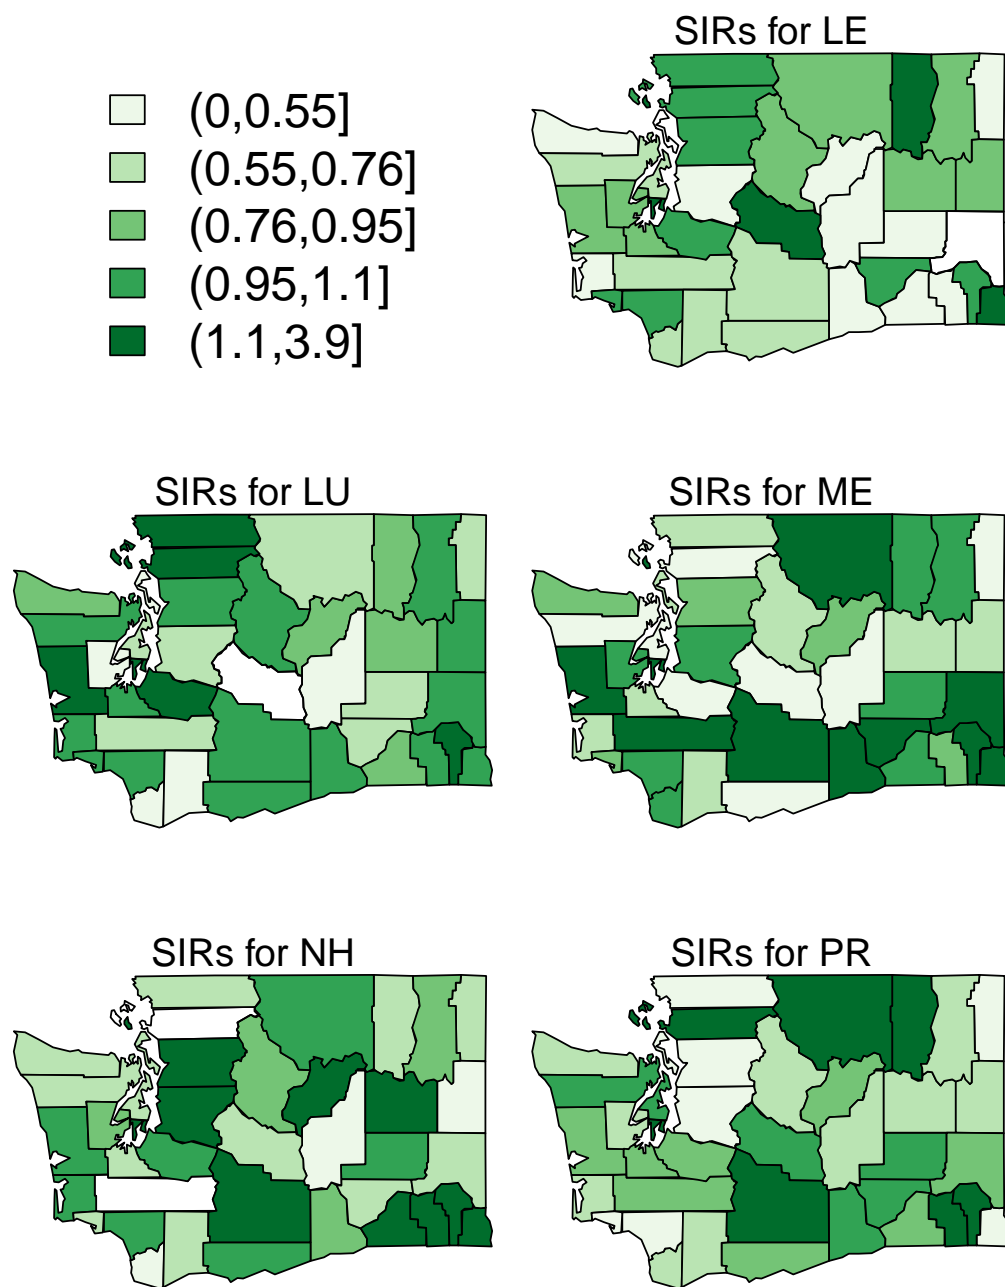 SIRs for LE
(0,0.55]
(0.55,0.76]
(0.76,0.95]
(0.95,1.1]
(1.1,3.9]
SIRs for LU
SIRs for ME
SIRs for NH
SIRs for PR